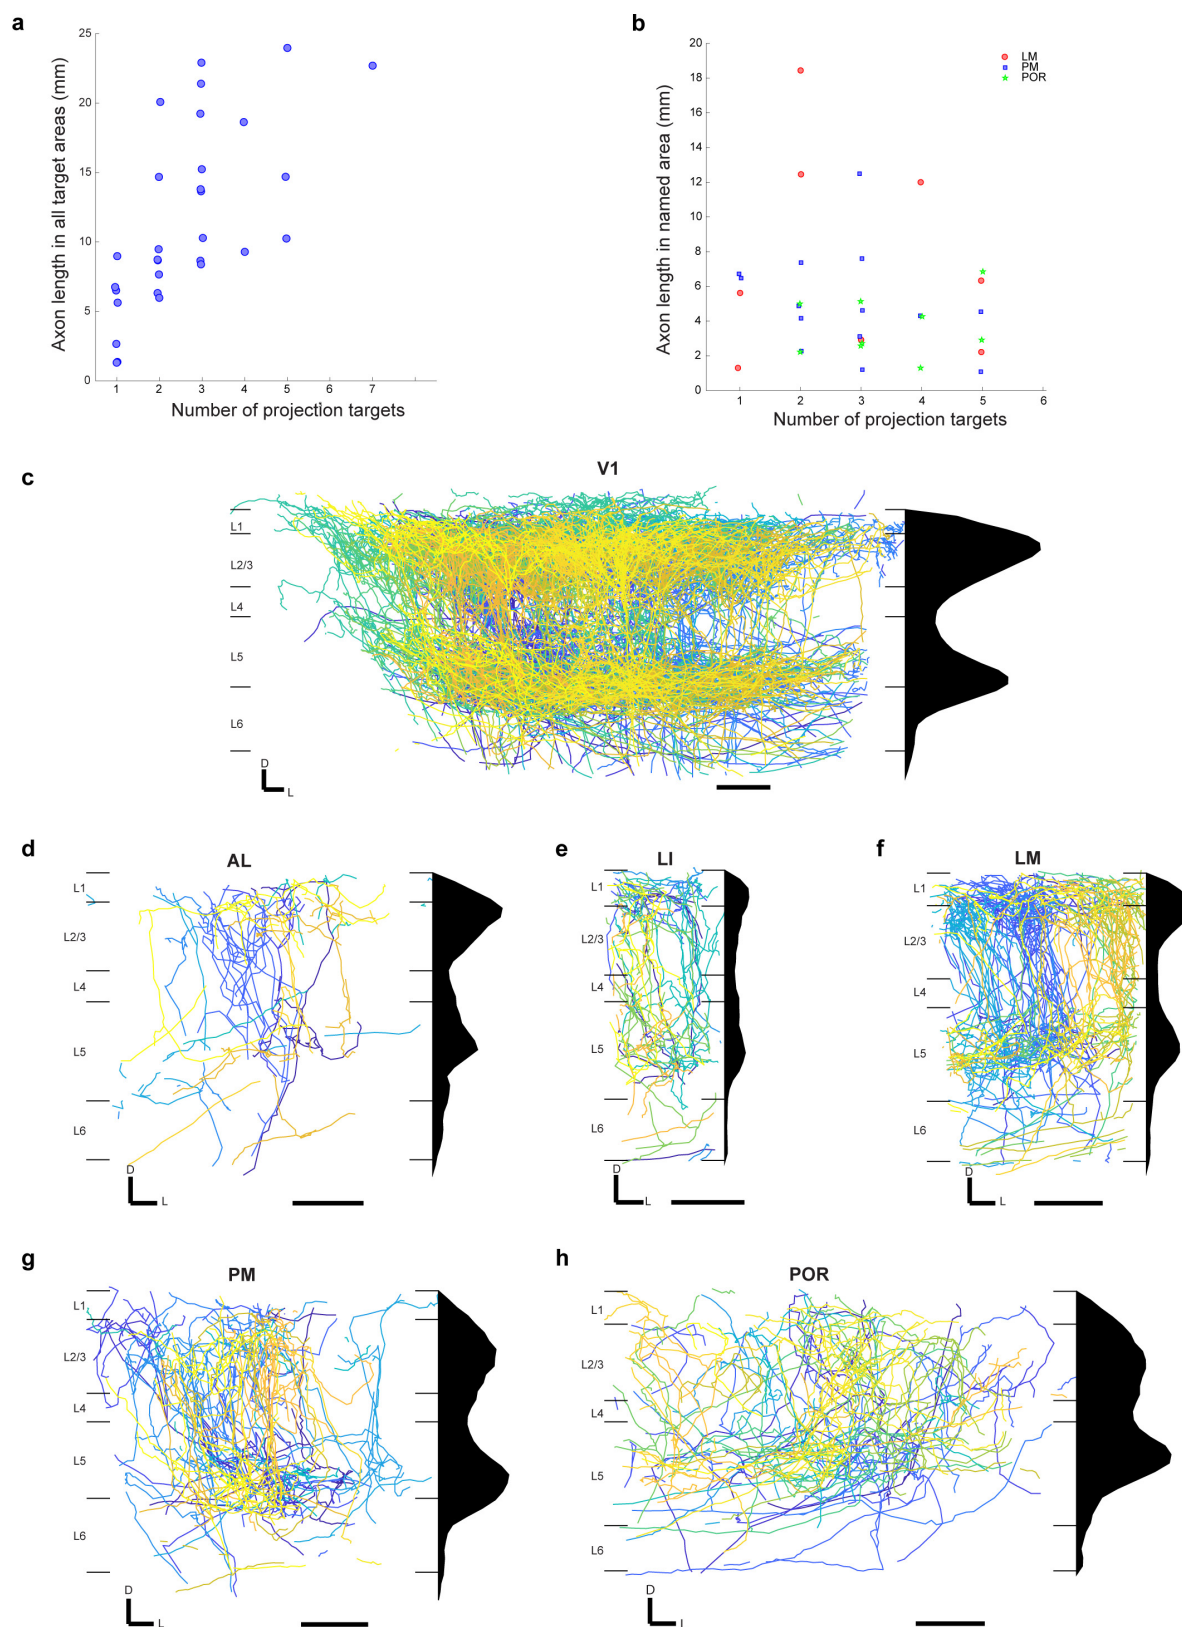 a
Axon length in all target areas (mm)
25
20
15
10
5
0
1 2 3 4 5 6 7
Number of projection targets
b
Axon length in named area (mm)
20
18
16
14
12
10
8
6
4
2
0
1 2 3 4 5 6
Number of projection targets
LM
PM
POR
c
V1
L1
L2/3
L4
L5
L6
D
L
d
AL
L1
L2/3
L4
L5
L6
D
L
e
LI
L1
L2/3
L4
L5
L6
D
L
f
LM
L1
L2/3
L4
L5
L6
D
L
g
PM
L1
L2/3
L4
L5
L6
D
L
h
POR
L1
L2/3
L4
L5
L6
D
L